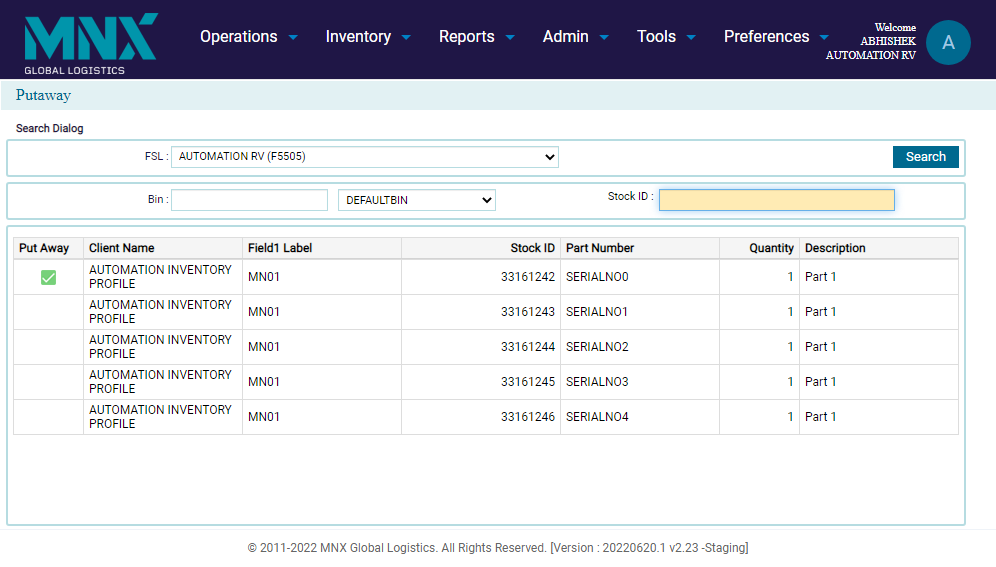 MNX
GLOBAL LOGISTICS
Operations Inventory Reports Admin Tools Preferences
Welcome
ABHISHEK
AUTOMATION RV
A
Putaway
Search Dialog
FSL : AUTOMATION RV (F5505) Search
Bin : DEFAULTBIN Stock ID :
Put Away Client Name Field1 Label Stock ID Part Number Quantity Description
AUTOMATION INVENTORY
PROFILE MN01 33161242 SERIALNO0 1 Part 1
AUTOMATION INVENTORY
PROFILE MN01 33161243 SERIALNO1 1 Part 1
AUTOMATION INVENTORY
PROFILE MN01 33161244 SERIALNO2 1 Part 1
AUTOMATION INVENTORY
PROFILE MN01 33161245 SERIALNO3 1 Part 1
AUTOMATION INVENTORY
PROFILE MN01 33161246 SERIALNO4 1 Part 1
© 2011-2022 MNX Global Logistics. All Rights Reserved. [Version : 20220620.1 v2.23 -Staging]